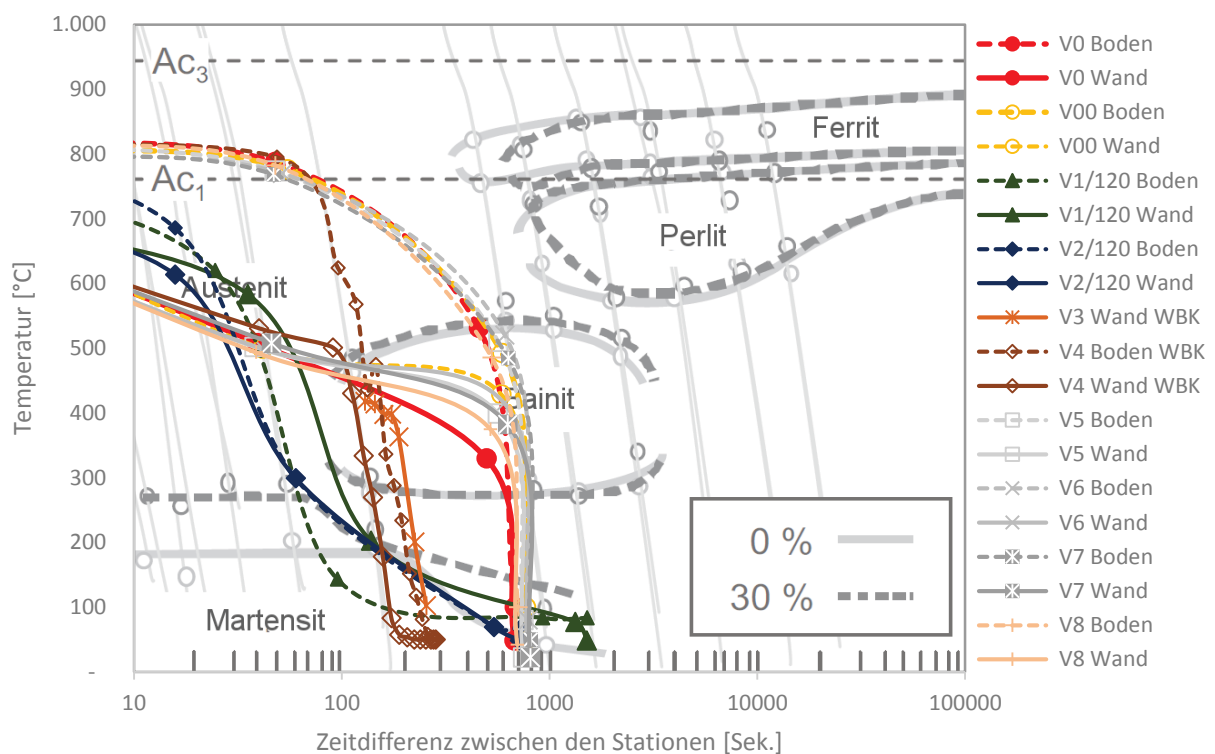 1.000
900
800
700
600
500
400
300
200
100
-
Temperatur [°C]
Ac3
Ac1
Ferrit
Perlit
Austenit
Bainit
Martensit
0 %
30 %
10
100
1000
10000
100000
Zeitdifferenz zwischen den Stationen [Sek.]
V0 Boden
V0 Wand
V00 Boden
V00 Wand
V1/120 Boden
V1/120 Wand
V2/120 Boden
V2/120 Wand
V3 Wand WBK
V4 Boden WBK
V4 Wand WBK
V5 Boden
V5 Wand
V6 Boden
V6 Wand
V7 Boden
V7 Wand
V8 Boden
V8 Wand